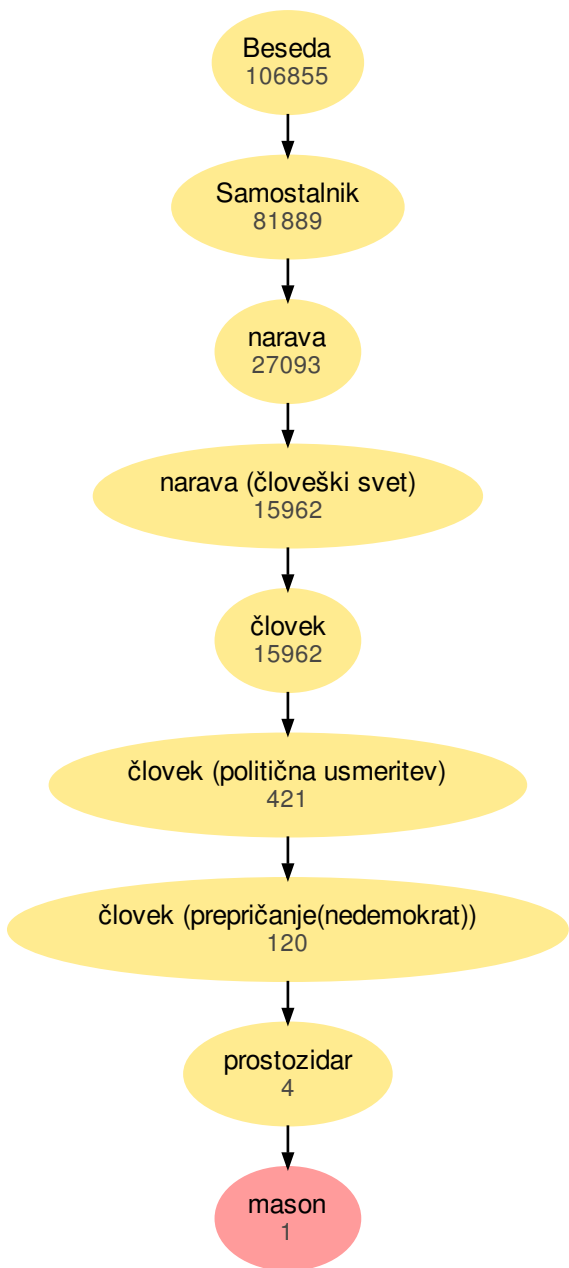 Beseda
106855
Samostalnik
81889
narava
27093
narava (človeški svet)
15962
človek
15962
človek (politična usmeritev)
421
človek (prepričanje(nedemokrat))
120
prostozidar
4
mason
1